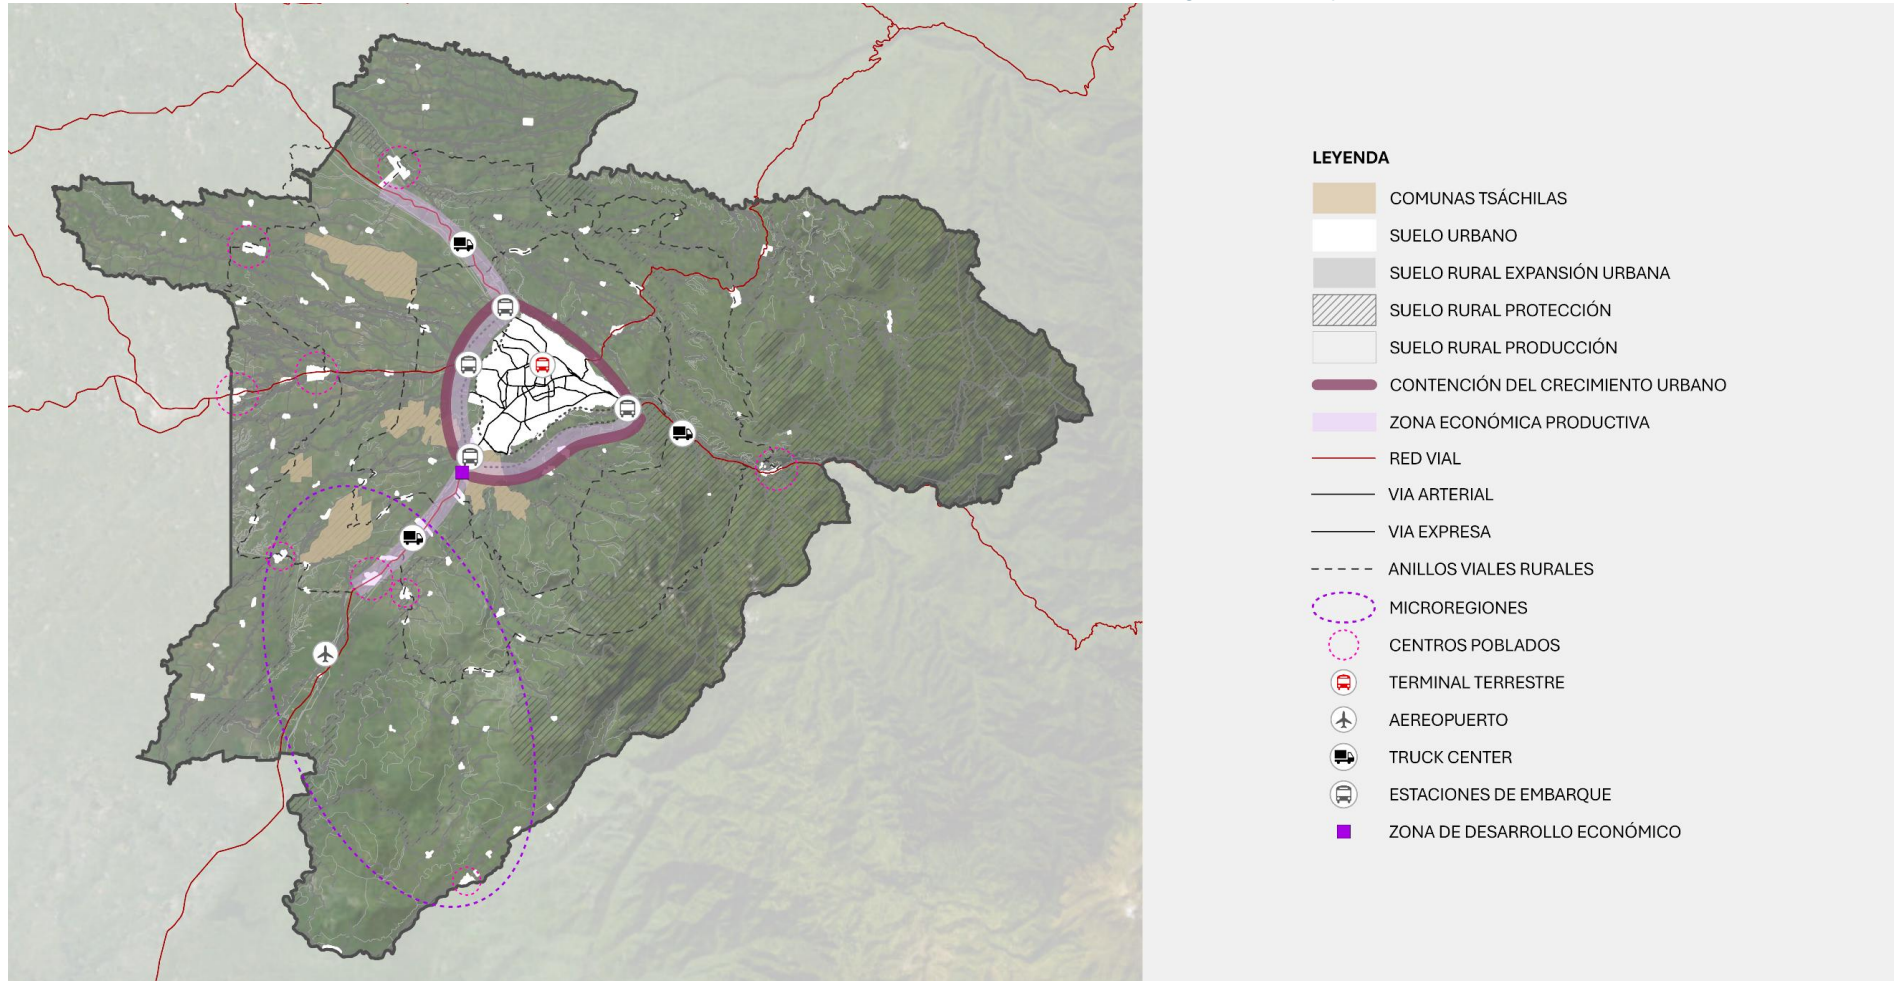 LEYENDA
COMUNAS TSÁCHILAS
SUELO URBANO
SUELO RURAL EXPANSIÓN URBANA
SUELO RURAL PROTECCIÓN
SUELO RURAL PRODUCCIÓN
CONTENCIÓN DEL CRECIMIENTO URBANO
ZONA ECONÓMICA PRODUCTIVA
RED VIAL
VIA ARTERIAL
VIA EXPRESA
ANILLOS VIALES RURALES
MICROREGIONES
CENTROS POBLADOS
TERMINAL TERRESTRE
AEREOPUERTO
TRUCK CENTER
ESTACIONES DE EMBARQUE
ZONA DE DESARROLLO ECONÓMICO